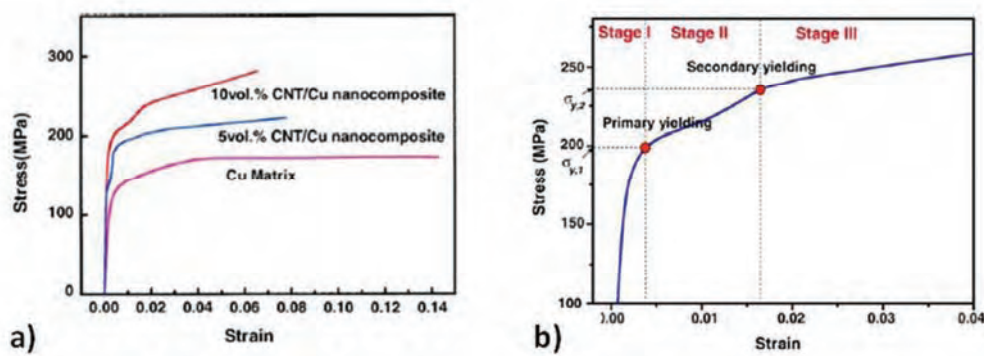 300
200
100
0
Stress(MPa)
10vol.% CNT/Cu nanocomposite
5vol.% CNT/Cu nanocomposite
Cu Matrix
0.00 0.02 0.04 0.06 0.08 0.10 0.12 0.14
Strain
a)
Stage I Stage II Stage III
Secondary yielding
Primary yielding
250
σy,2
200
σy,1
150
100
Stress (MPa)
0.00 0.01 0.02 0.03 0.04
Strain
b)